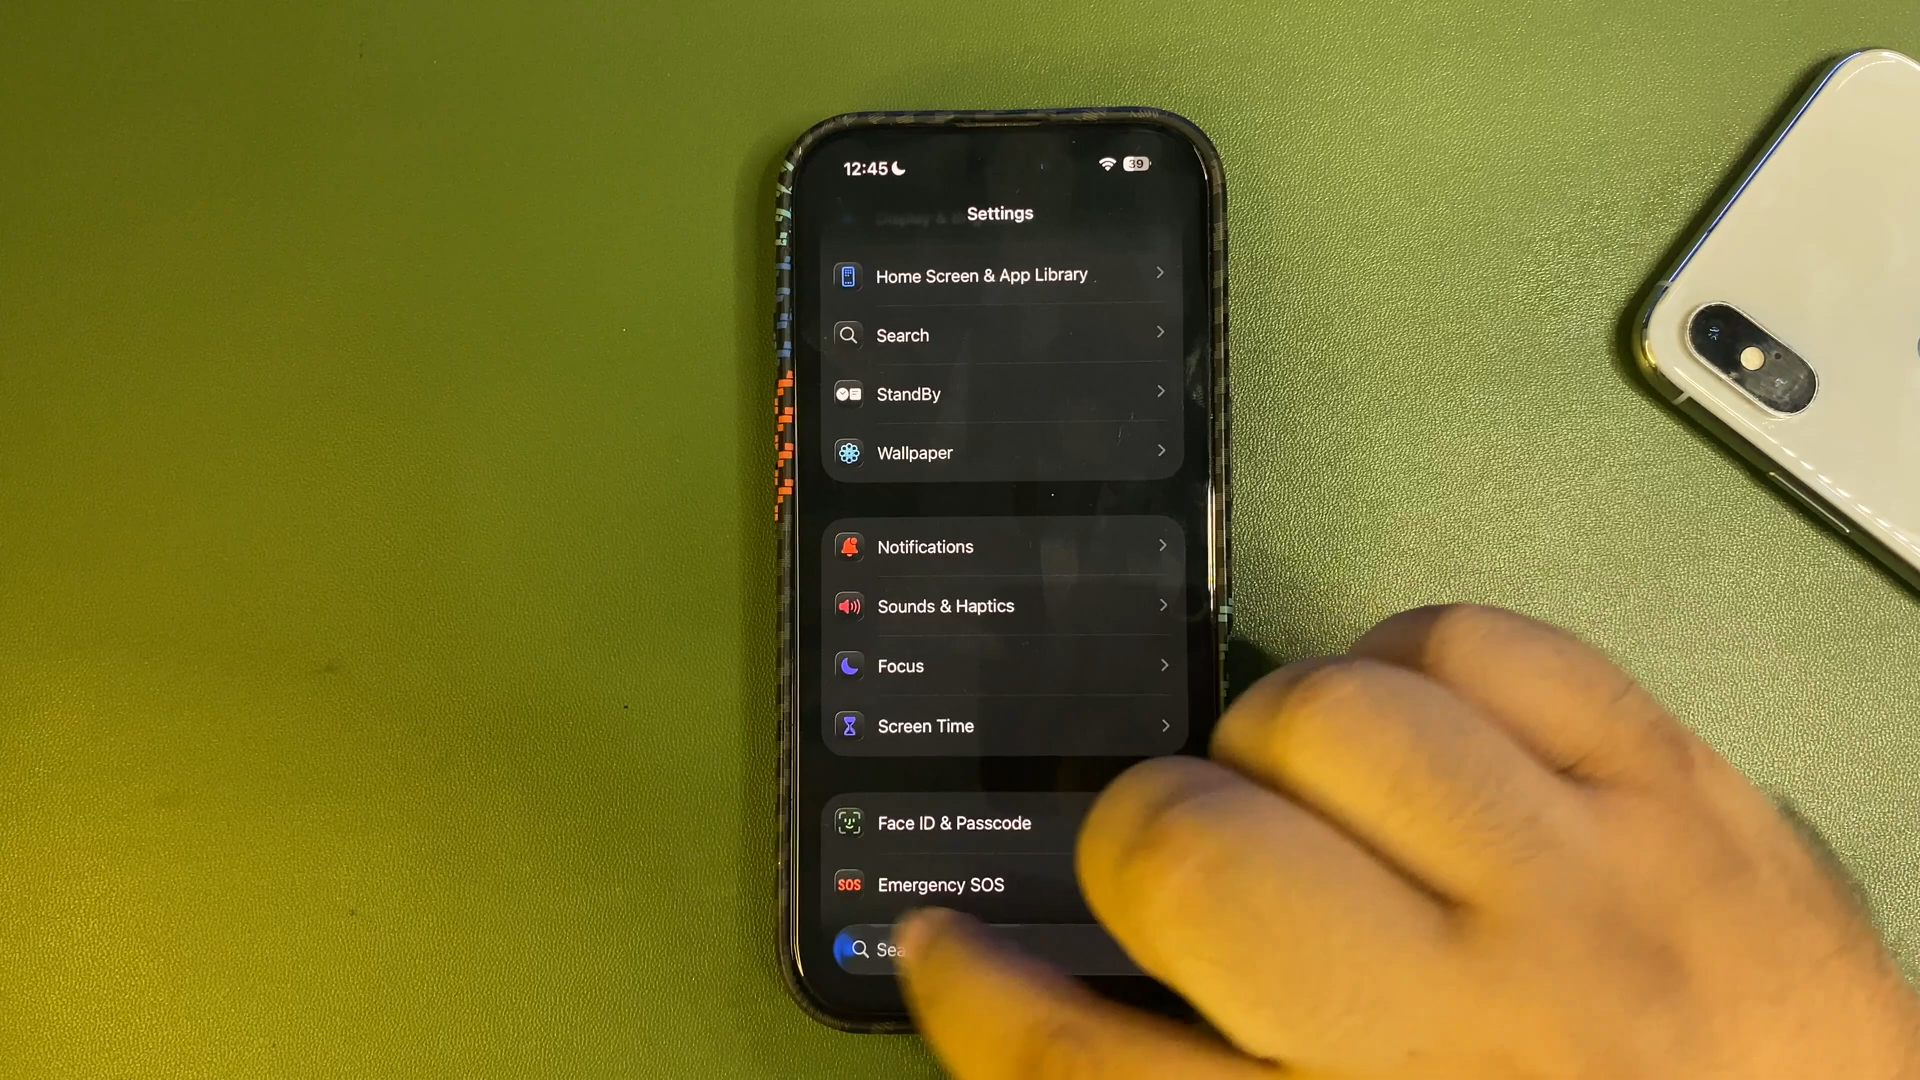 12:45
39
Settings
Home Screen & App Library
Search
StandBy
Wallpaper
Notifications
Sounds & Haptics
Focus
Screen Time
Face ID & Passcode
SOS Emergency SOS
Sea